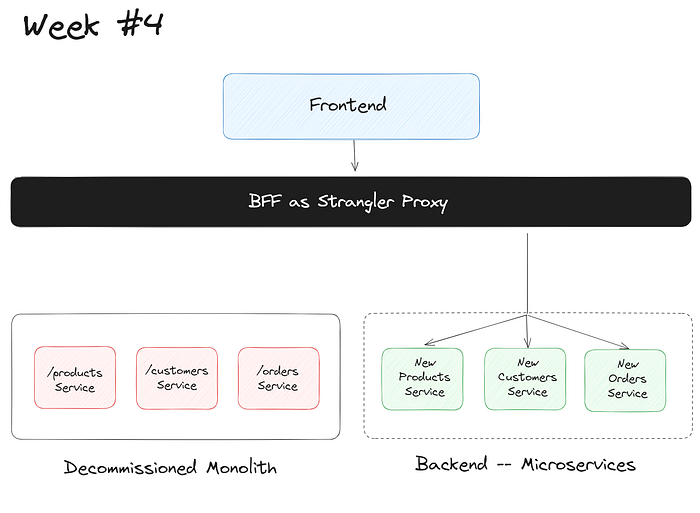 Week #4
Frontend
BFF as Strangler Proxy
/products
Service
/customers
Service
/orders
Service
New
Products
Service
New
Customers
Service
New
Orders
Service
Decommissioned Monolith
Backend -- Microservices